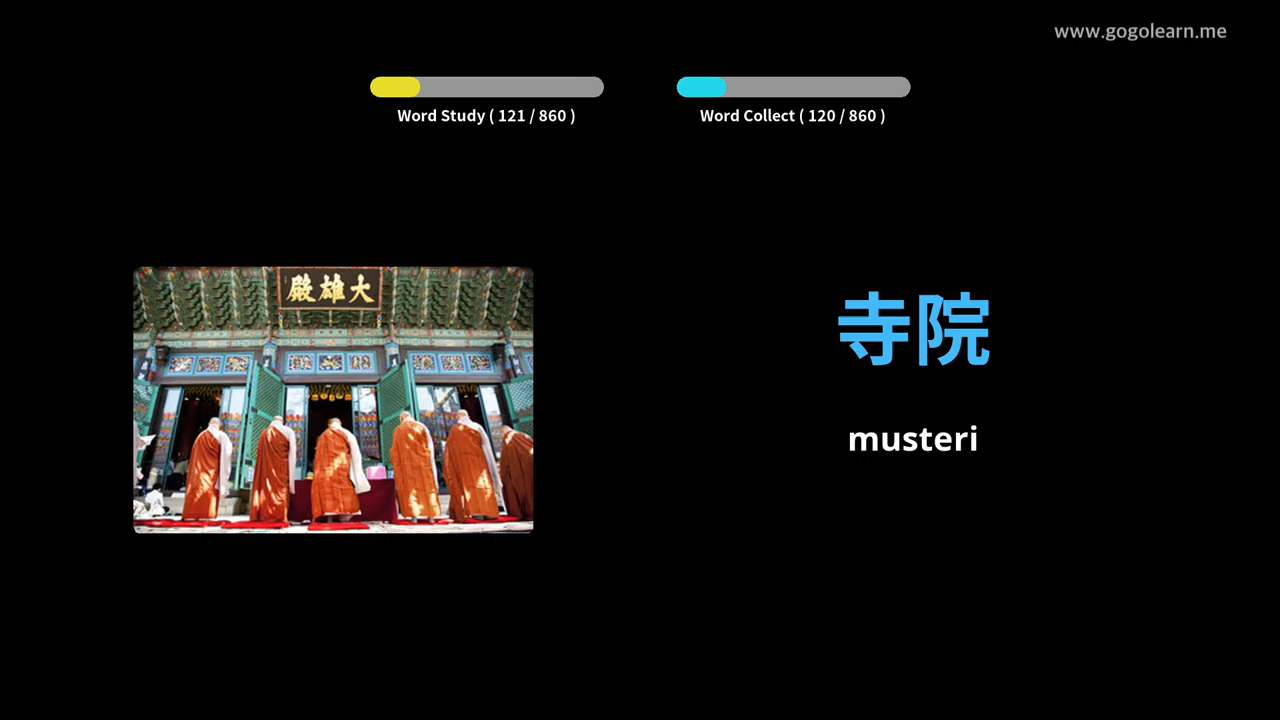 www.gogolearn.me
Word Study ( 121 / 860 )
Word Collect ( 120 / 860 )
殿雄大
寺院
musteri